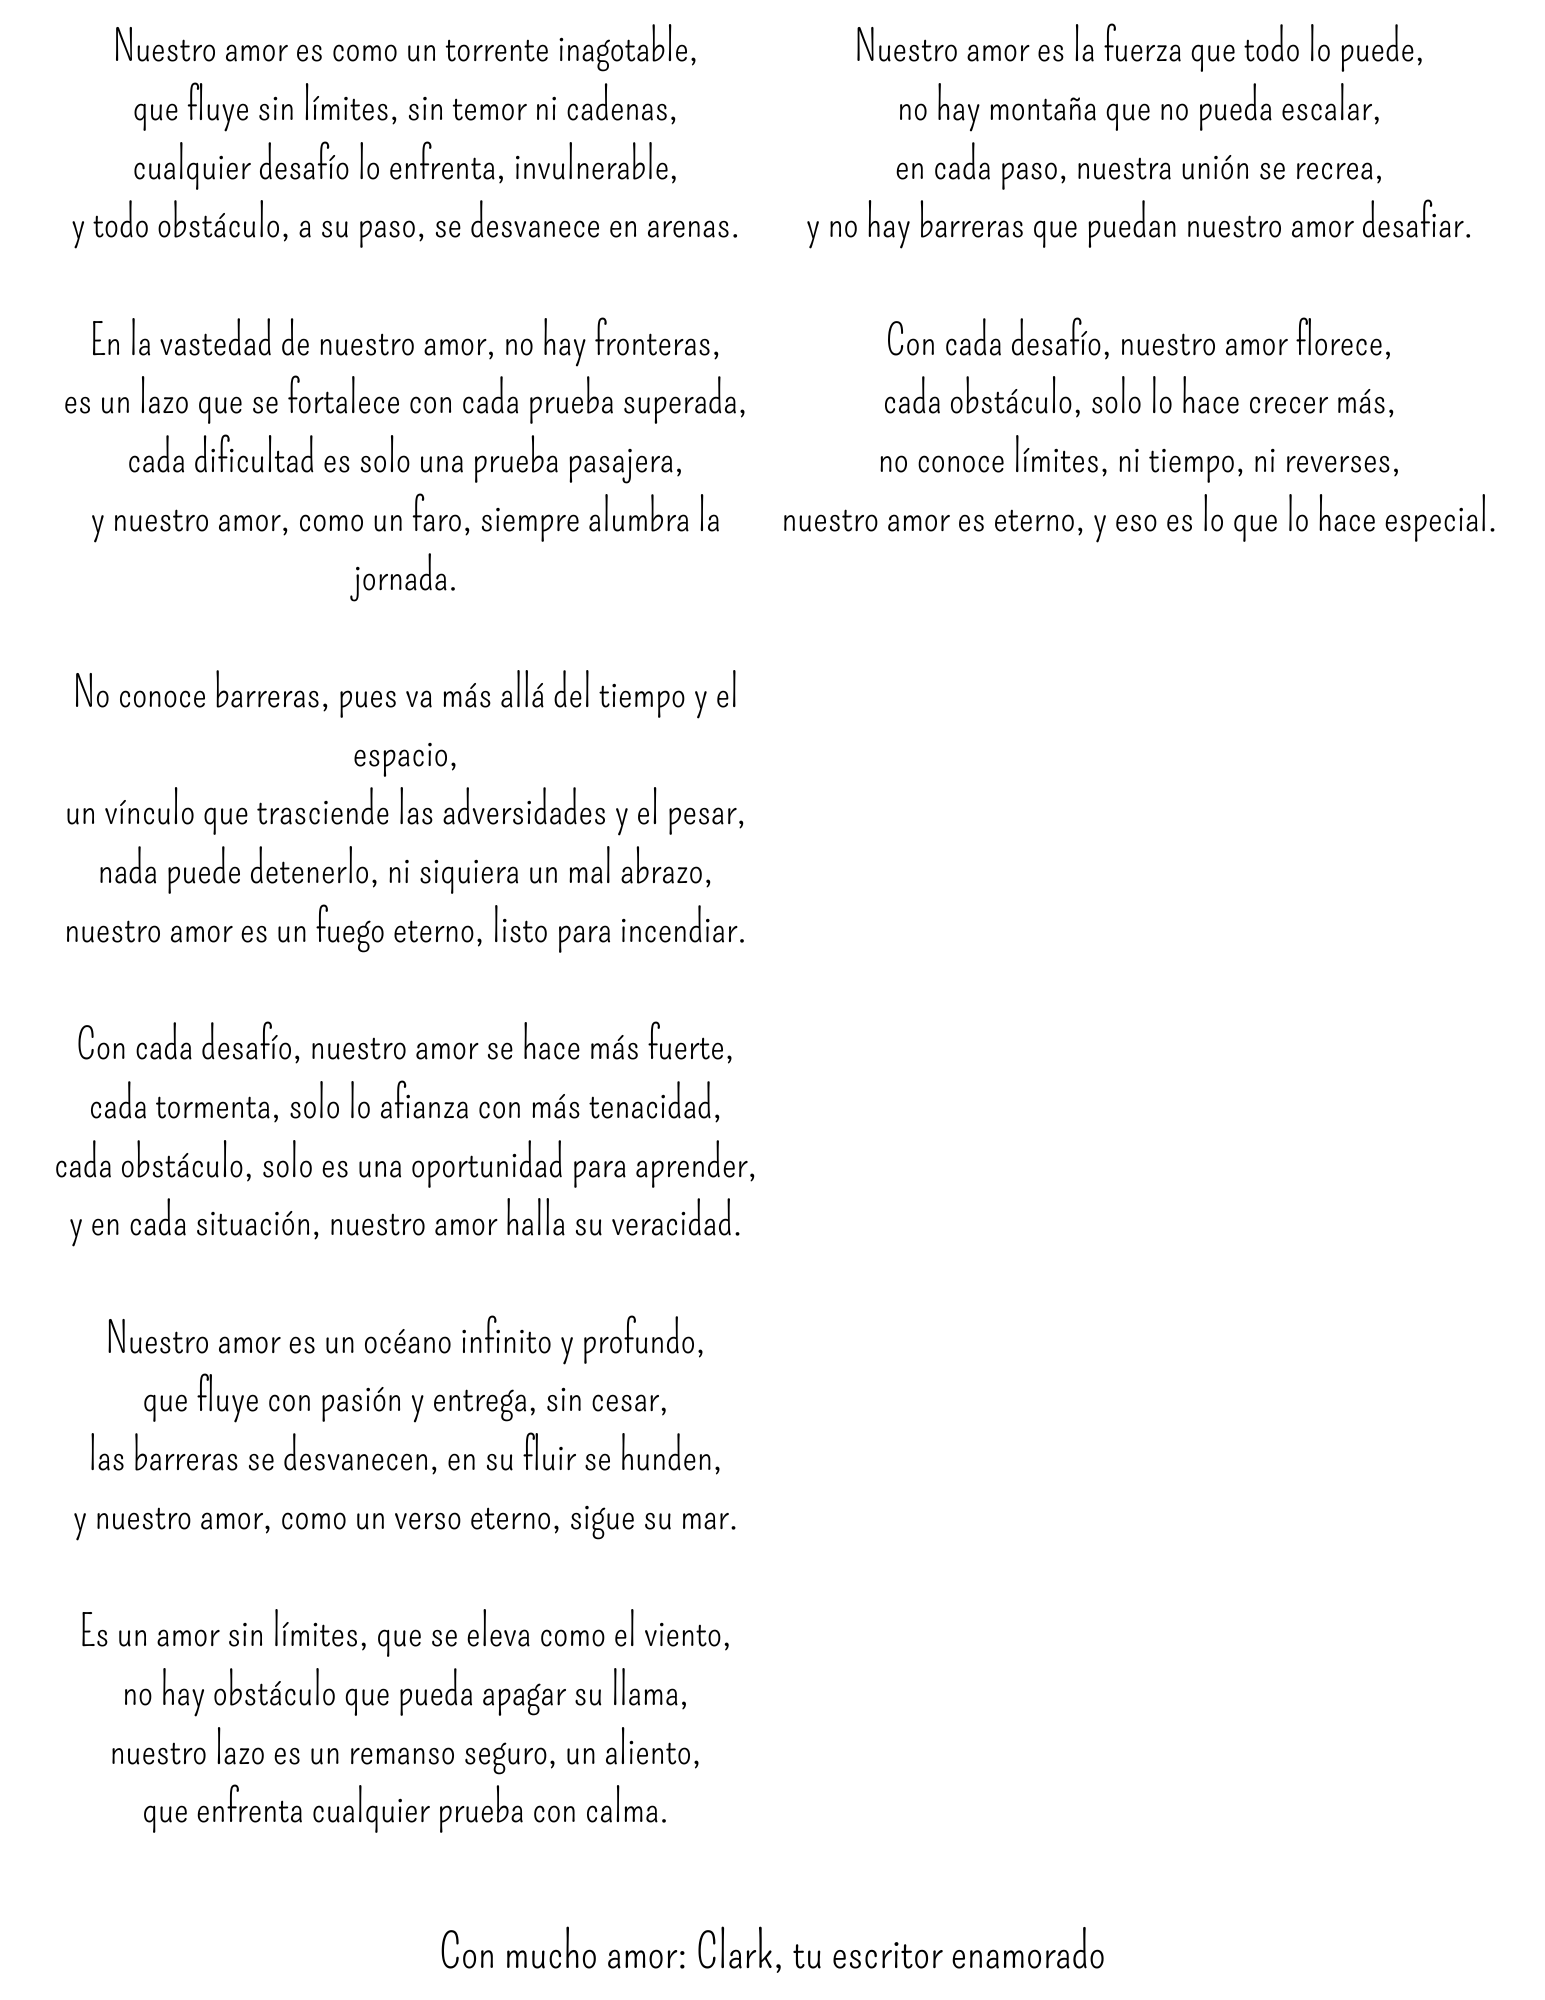 Nuestro amor es como un torrente inagotable,
que fluye sin límites, sin temor ni cadenas,
cualquier desafío lo enfrenta, invulnerable,
y todo obstáculo, a su paso, se desvanece en arenas.
En la vastedad de nuestro amor, no hay fronteras,
es un lazo que se fortalece con cada prueba superada,
cada dificultad es solo una prueba pasajera,
y nuestro amor, como un faro, siempre alumbra la
jornada.
No conoce barreras, pues va más allá del tiempo y el
espacio,
un vínculo que trasciende las adversidades y el pesar,
nada puede detenerlo, ni siquiera un mal abrazo,
nuestro amor es un fuego eterno, listo para incendiar.
Con cada desafío, nuestro amor se hace más fuerte,
cada tormenta, solo lo afianza con más tenacidad,
cada obstáculo, solo es una oportunidad para aprender,
y en cada situación, nuestro amor halla su veracidad.
Nuestro amor es un océano infinito y profundo,
que fluye con pasión y entrega, sin cesar,
las barreras se desvanecen, en su fluir se hunden,
y nuestro amor, como un verso eterno, sigue su mar.
Es un amor sin límites, que se eleva como el viento,
no hay obstáculo que pueda apagar su llama,
nuestro lazo es un remanso seguro, un aliento,
que enfrenta cualquier prueba con calma.
Nuestro amor es la fuerza que todo lo puede,
no hay montaña que no pueda escalar,
en cada paso, nuestra unión se recrea,
y no hay barreras que puedan nuestro amor desafiar.
Con cada desafío, nuestro amor florece,
cada obstáculo, solo lo hace crecer más,
no conoce límites, ni tiempo, ni reverses,
nuestro amor es eterno, y eso es lo que lo hace especial.
Con mucho amor: Clark, tu escritor enamorado